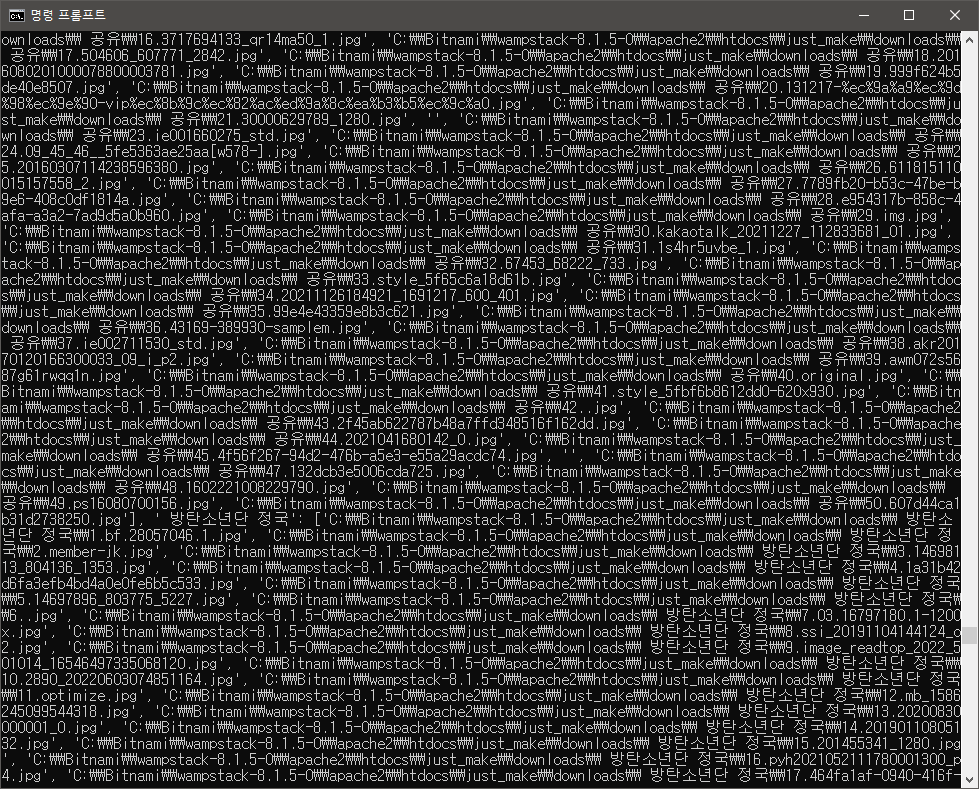 명령 프롬프트
ownloads₩₩ 공유₩₩16.3717694133_qr14ma50_1.jpg', 'C:₩₩Bitnami₩₩wampstack-8.1.5-0₩₩apache2₩₩htdocs₩₩just_make₩₩downloads₩₩
공유₩₩17.504606_607771_2842.jpg', 'C:₩₩Bitnami₩₩wampstack-8.1.5-0₩₩apache2₩₩htdocs₩₩just_make₩₩downloads₩₩ 공유₩₩18.201
6080201000078800003781.jpg', 'C:₩₩Bitnami₩₩wampstack-8.1.5-0₩₩apache2₩₩htdocs₩₩just_make₩₩downloads₩₩ 공유₩₩19.999f624b5
de40e8507.jpg', 'C:₩₩Bitnami₩₩wampstack-8.1.5-0₩₩apache2₩₩htdocs₩₩just_make₩₩downloads₩₩ 공유₩₩20.131217-%ec%9a%a9%ec%9d
%98%ec%9e%90-vip%ec%8b%9c%ec%82%ac%ed%9a%8c%ea%b3%b5%ec%9c%a0.jpg', 'C:₩₩Bitnami₩₩wampstack-8.1.5-0₩₩apache2₩₩htdocs₩₩ju
st_make₩₩downloads₩₩ 공유₩₩21.30000629789_1280.jpg', '', 'C:₩₩Bitnami₩₩wampstack-8.1.5-0₩₩apache2₩₩htdocs₩₩just_make₩₩do
wnloads₩₩ 공유₩₩23.ie001660275_std.jpg', 'C:₩₩Bitnami₩₩wampstack-8.1.5-0₩₩apache2₩₩htdocs₩₩just_make₩₩downloads₩₩ 공유₩₩
24.09_45_46__5fe5363ae25aa[w578-].jpg', 'C:₩₩Bitnami₩₩wampstack-8.1.5-0₩₩apache2₩₩htdocs₩₩just_make₩₩downloads₩₩ 공유₩₩2
5.20160307114238596380.jpg', 'C:₩₩Bitnami₩₩wampstack-8.1.5-0₩₩apache2₩₩htdocs₩₩just_make₩₩downloads₩₩ 공유₩₩26.611815110
015157558_2.jpg', 'C:₩₩Bitnami₩₩wampstack-8.1.5-0₩₩apache2₩₩htdocs₩₩just_make₩₩downloads₩₩ 공유₩₩27.7789fb20-b53c-47be-b
9e6-408c0df1814a.jpg', 'C:₩₩Bitnami₩₩wampstack-8.1.5-0₩₩apache2₩₩htdocs₩₩just_make₩₩downloads₩₩ 공유₩₩28.e954317b-858c-4
afa-a3a2-7ad9d5a0b960.jpg', 'C:₩₩Bitnami₩₩wampstack-8.1.5-0₩₩apache2₩₩htdocs₩₩just_make₩₩downloads₩₩ 공유₩₩29.img.jpg',
'C:₩₩Bitnami₩₩wampstack-8.1.5-0₩₩apache2₩₩htdocs₩₩just_make₩₩downloads₩₩ 공유₩₩30.kakaotalk_20211227_112833681_01.jpg',
'C:₩₩Bitnami₩₩wampstack-8.1.5-0₩₩apache2₩₩htdocs₩₩just_make₩₩downloads₩₩ 공유₩₩31.1s4hr5uvbe_1.jpg', 'C:₩₩Bitnami₩₩wamps
tack-8.1.5-0₩₩apache2₩₩htdocs₩₩just_make₩₩downloads₩₩ 공유₩₩32.67453_68222_733.jpg', 'C:₩₩Bitnami₩₩wampstack-8.1.5-0₩₩ap
ache2₩₩htdocs₩₩just_make₩₩downloads₩₩ 공유₩₩33.style_5f65c6a18d61b.jpg', 'C:₩₩Bitnami₩₩wampstack-8.1.5-0₩₩apache2₩₩htdoc
s₩₩just_make₩₩downloads₩₩ 공유₩₩34.20211126184921_1691217_600_401.jpg', 'C:₩₩Bitnami₩₩wampstack-8.1.5-0₩₩apache2₩₩htdocs
₩₩just_make₩₩downloads₩₩ 공유₩₩35.99e4e43359e8b3c621.jpg', 'C:₩₩Bitnami₩₩wampstack-8.1.5-0₩₩apache2₩₩htdocs₩₩just_make₩₩
downloads₩₩ 공유₩₩36.43169-389930-samplem.jpg', 'C:₩₩Bitnami₩₩wampstack-8.1.5-0₩₩apache2₩₩htdocs₩₩just_make₩₩downloads₩₩
공유₩₩37.ie002711530_std.jpg', 'C:₩₩Bitnami₩₩wampstack-8.1.5-0₩₩apache2₩₩htdocs₩₩just_make₩₩downloads₩₩ 공유₩₩38.akr201
70120166300033_09_i_p2.jpg', 'C:₩₩Bitnami₩₩wampstack-8.1.5-0₩₩apache2₩₩htdocs₩₩just_make₩₩downloads₩₩ 공유₩₩39.awm072s56
87g61rwqq1n.jpg', 'C:₩₩Bitnami₩₩wampstack-8.1.5-0₩₩apache2₩₩htdocs₩₩just_make₩₩downloads₩₩ 공유₩₩40.original.jpg', 'C:₩₩
Bitnami₩₩wampstack-8.1.5-0₩₩apache2₩₩htdocs₩₩just_make₩₩downloads₩₩ 공유₩₩41.style_5fbf6b8612dd0-620x930.jpg', 'C:₩₩Bitn
ami₩₩wampstack-8.1.5-0₩₩apache2₩₩htdocs₩₩just_make₩₩downloads₩₩ 공유₩₩42..jpg', 'C:₩₩Bitnami₩₩wampstack-8.1.5-0₩₩apache2
₩₩htdocs₩₩just_make₩₩downloads₩₩ 공유₩₩43.2f45ab622787b48a7ffd348516f162dd.jpg', 'C:₩₩Bitnami₩₩wampstack-8.1.5-0₩₩apache
2₩₩htdocs₩₩just_make₩₩downloads₩₩ 공유₩₩44.2021041680142_0.jpg', 'C:₩₩Bitnami₩₩wampstack-8.1.5-0₩₩apache2₩₩htdocs₩₩just_
make₩₩downloads₩₩ 공유₩₩45.4f56f267-94d2-476b-a5e3-e55a29acdc74.jpg', '', 'C:₩₩Bitnami₩₩wampstack-8.1.5-0₩₩apache2₩₩htdo
cs₩₩just_make₩₩downloads₩₩ 공유₩₩47.132dcb3e5006cda725.jpg', 'C:₩₩Bitnami₩₩wampstack-8.1.5-0₩₩apache2₩₩htdocs₩₩just_make
₩₩downloads₩₩ 공유₩₩48.1602221008229790.jpg', 'C:₩₩Bitnami₩₩wampstack-8.1.5-0₩₩apache2₩₩htdocs₩₩just_make₩₩downloads₩₩
공유₩₩49.ps16080700156.jpg', 'C:₩₩Bitnami₩₩wampstack-8.1.5-0₩₩apache2₩₩htdocs₩₩just_make₩₩downloads₩₩ 공유₩₩50.607d44ca1
b31d2738250.jpg'], ' 방탄소년단 정국': ['C:₩₩Bitnami₩₩wampstack-8.1.5-0₩₩apache2₩₩htdocs₩₩just_make₩₩downloads₩₩ 방탄소
년단 정국₩₩1.bf.28057046.1.jpg', 'C:₩₩Bitnami₩₩wampstack-8.1.5-0₩₩apache2₩₩htdocs₩₩just_make₩₩downloads₩₩ 방탄소년단 정
국₩₩2.member-jk.jpg', 'C:₩₩Bitnami₩₩wampstack-8.1.5-0₩₩apache2₩₩htdocs₩₩just_make₩₩downloads₩₩ 방탄소년단 정국₩₩3.146981
13_804136_1353.jpg', 'C:₩₩Bitnami₩₩wampstack-8.1.5-0₩₩apache2₩₩htdocs₩₩just_make₩₩downloads₩₩ 방탄소년단 정국₩₩4.1a31b42
d6fa3efb4bd4a0e0fe6b5c533.jpg', 'C:₩₩Bitnami₩₩wampstack-8.1.5-0₩₩apache2₩₩htdocs₩₩just_make₩₩downloads₩₩ 방탄소년단 정국
₩₩5.14697896_803775_5227.jpg', 'C:₩₩Bitnami₩₩wampstack-8.1.5-0₩₩apache2₩₩htdocs₩₩just_make₩₩downloads₩₩ 방탄소년단 정국₩
₩6..jpg', 'C:₩₩Bitnami₩₩wampstack-8.1.5-0₩₩apache2₩₩htdocs₩₩just_make₩₩downloads₩₩ 방탄소년단 정국₩₩7.03.16797180.1-1200
x.jpg', 'C:₩₩Bitnami₩₩wampstack-8.1.5-0₩₩apache2₩₩htdocs₩₩just_make₩₩downloads₩₩ 방탄소년단 정국₩₩8.ssi_20191104144124_o
2.jpg', 'C:₩₩Bitnami₩₩wampstack-8.1.5-0₩₩apache2₩₩htdocs₩₩just_make₩₩downloads₩₩ 방탄소년단 정국₩₩9.image_readtop_2022_5
01014_16546497335068120.jpg', 'C:₩₩Bitnami₩₩wampstack-8.1.5-0₩₩apache2₩₩htdocs₩₩just_make₩₩downloads₩₩ 방탄소년단 정국₩₩
10.2890_20220603074851164.jpg', 'C:₩₩Bitnami₩₩wampstack-8.1.5-0₩₩apache2₩₩htdocs₩₩just_make₩₩downloads₩₩ 방탄소년단 정국
₩₩11.optimize.jpg', 'C:₩₩Bitnami₩₩wampstack-8.1.5-0₩₩apache2₩₩htdocs₩₩just_make₩₩downloads₩₩ 방탄소년단 정국₩₩12.mb_1586
245099544318.jpg', 'C:₩₩Bitnami₩₩wampstack-8.1.5-0₩₩apache2₩₩htdocs₩₩just_make₩₩downloads₩₩ 방탄소년단 정국₩₩13.20200830
000001_0.jpg', 'C:₩₩Bitnami₩₩wampstack-8.1.5-0₩₩apache2₩₩htdocs₩₩just_make₩₩downloads₩₩ 방탄소년단 정국₩₩14.201901108051
32.jpg', 'C:₩₩Bitnami₩₩wampstack-8.1.5-0₩₩apache2₩₩htdocs₩₩just_make₩₩downloads₩₩ 방탄소년단 정국₩₩15.201455341_1280.jpg
', 'C:₩₩Bitnami₩₩wampstack-8.1.5-0₩₩apache2₩₩htdocs₩₩just_make₩₩downloads₩₩ 방탄소년단 정국₩₩16.pyh2021052111780001300_p
4.jpg', 'C:₩₩Bitnami₩₩wampstack-8.1.5-0₩₩apache2₩₩htdocs₩₩just_make₩₩downloads₩₩ 방탄소년단 정국₩₩17.464fa1af-0940-416f-